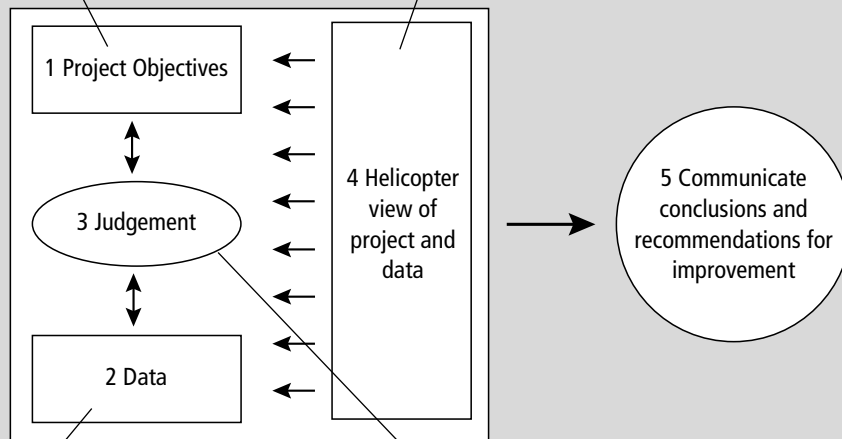 1 Project Objectives
3 Judgement
2 Data
4 Helicopter
view of
project and
data
5 Communicate
conclusions and
recommendations for
improvement